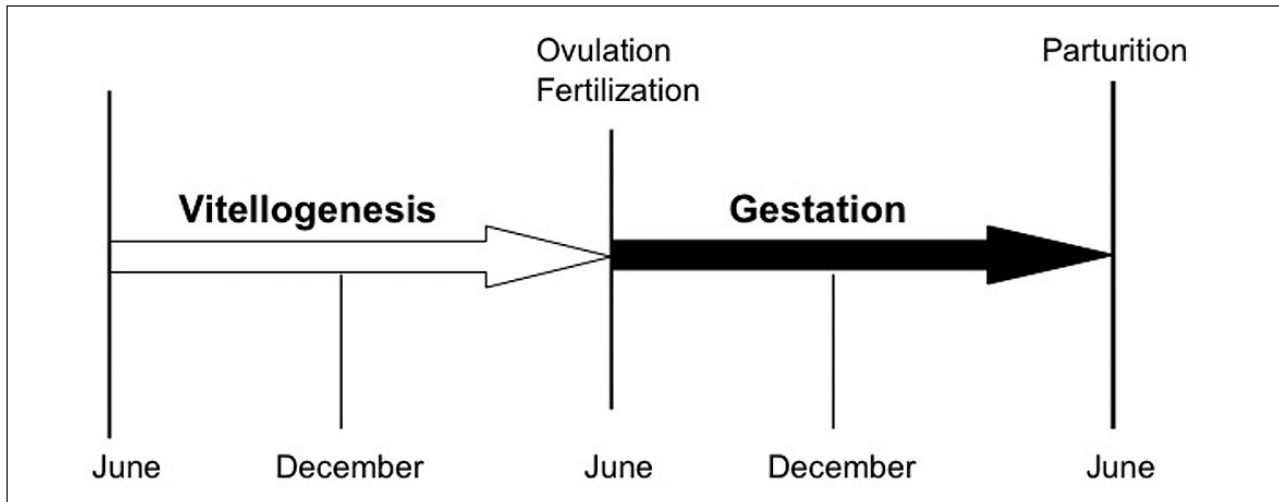 Ovulation
Fertilization
Parturition
Vitellogenesis
Gestation
June
December
June
December
June